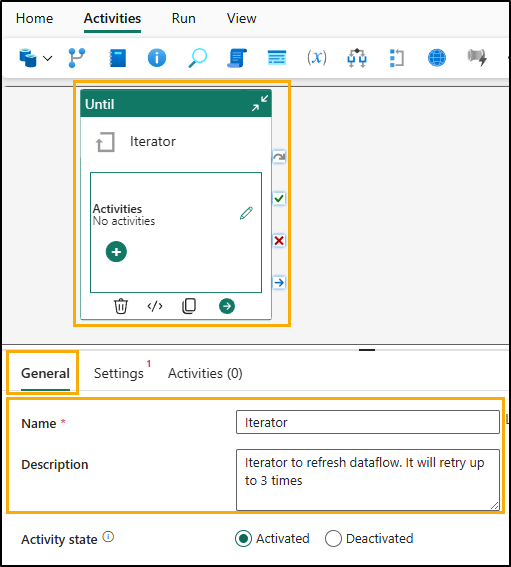 Home Activities Run View
(x)
Until
Iterator
Activities
No activities
General Settings 1 Activities (0)
Name *
Iterator
Description
Iterator to refresh dataflow. It will retry up
to 3 times
Activity state
Activated Deactivated